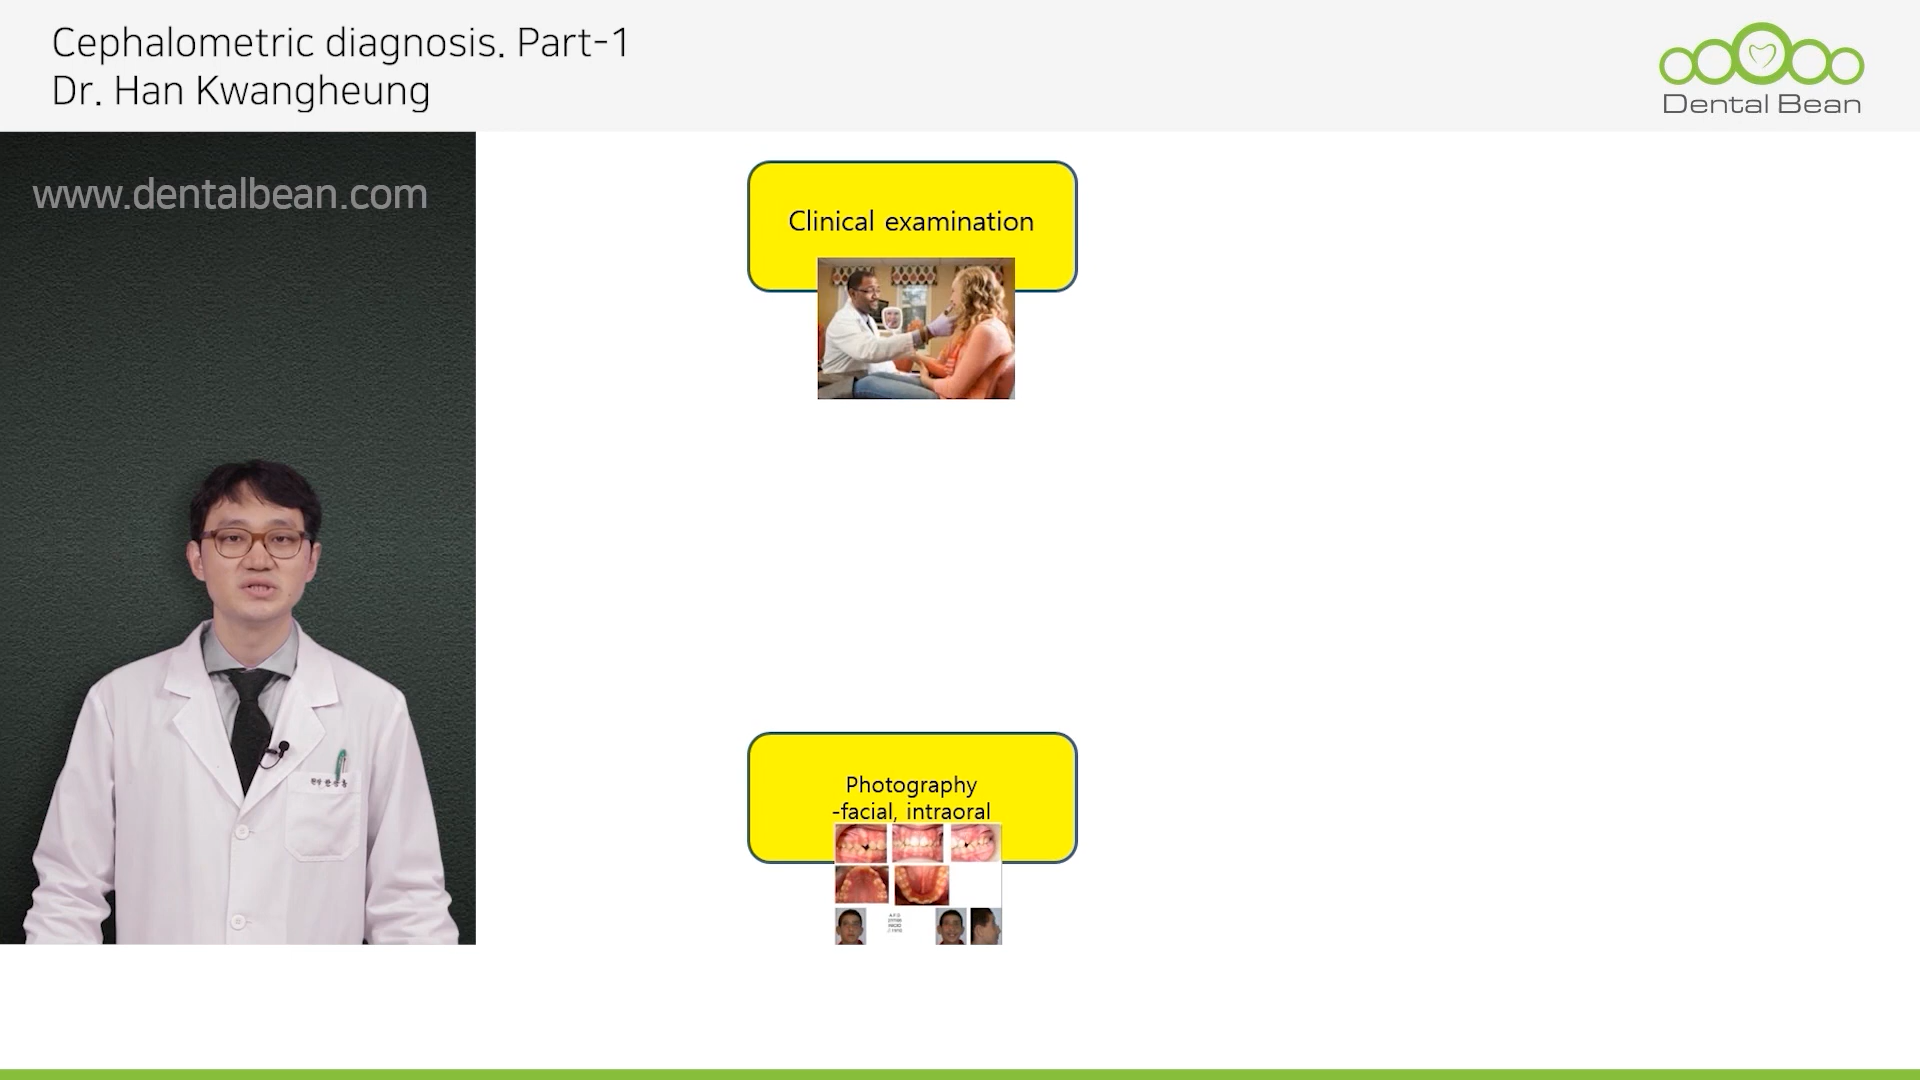 Cephalometric diagnosis. Part-1
Dr. Han Kwangheung
Dental Bean
www.dentalbean.com
Clinical examination
Photography
-facial, intraoral